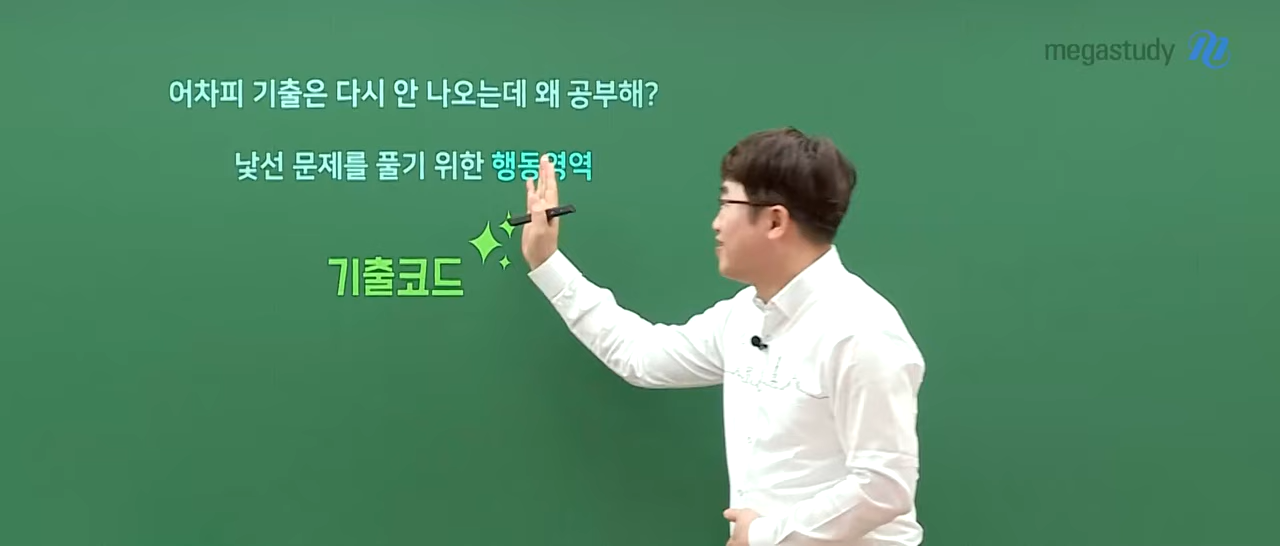 megastudy
어차피 기출은 다시 안 나오는데 왜 공부해?
낯선 문제를 풀기 위한 행동영역
기출코드